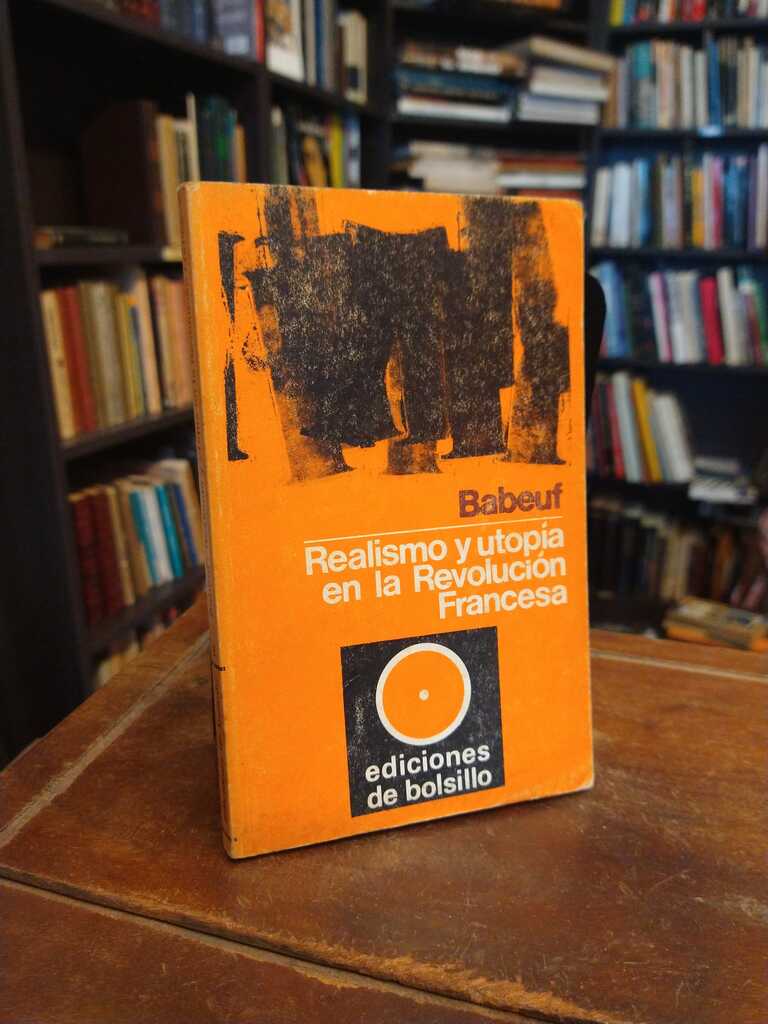 Babeuf
Realismo y utopía
en la Revolución
Francesa
ediciones
de bolsillo